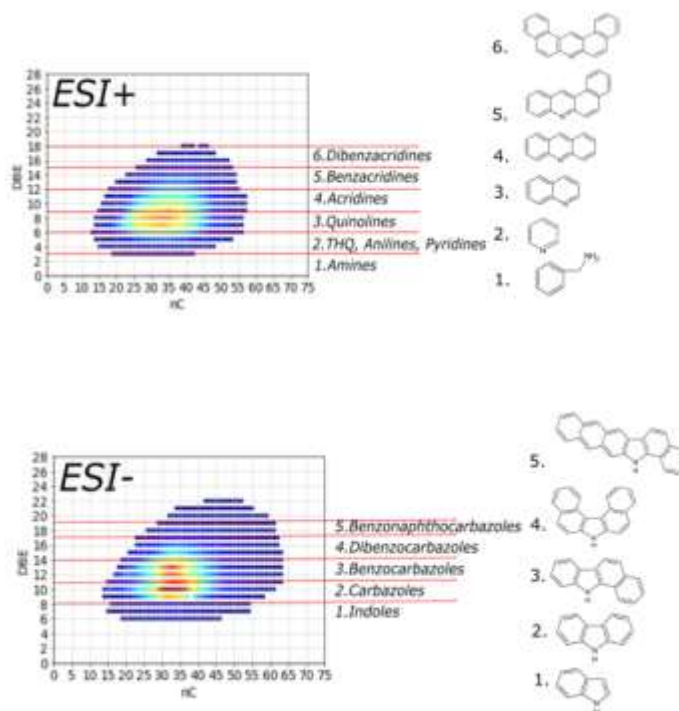 ESI+
DBE
28
26
24
22
20
18
16
14
12
10
8
6
4
2
0
0 5 10 15 20 25 30 35 40 45 50 55 60 65 70 75
nC
6.Dibenzacridines
5.Benzacridines
4.Acridines
3.Quinolines
2.THQ, Anilines, Pyridines
1.Amines
6.
5.
4.
3.
2.
N
1.
NH₂
ESI-
DBE
28
26
24
22
20
18
16
14
12
10
8
6
4
2
0
0 5 10 15 20 25 30 35 40 45 50 55 60 65 70 75
nC
5.Benzonaphthocarbazoles
4.Dibenzocarbazoles
3.Benzocarbazoles
2.Carbazoles
1.Indoles
5.
4.
3.
2.
1.